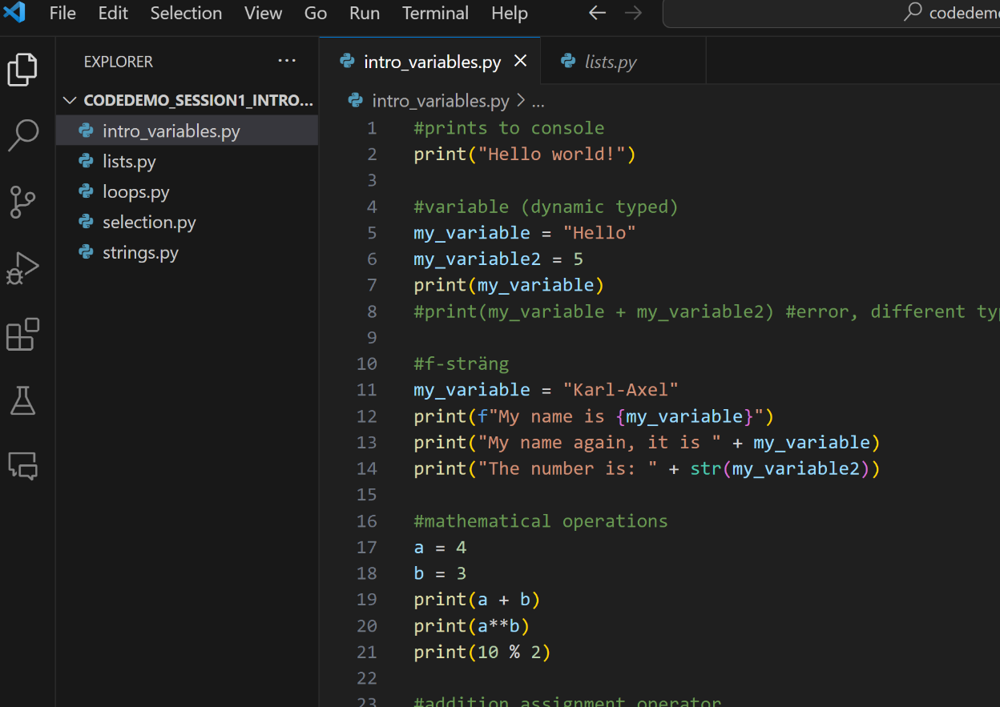 File Edit Selection View Go Run Terminal Help
EXPLORER ...
CODEDEMO_SESSION1_INTRO...
intro_variables.py
lists.py
loops.py
selection.py
strings.py
intro_variables.py lists.py
intro_variables.py > ...
1 #prints to console
2 print("Hello world!")
3
4 #variable (dynamic typed)
5 my_variable = "Hello"
6 my_variable2 = 5
7 print(my_variable)
8 #print(my_variable + my_variable2) #error, different
9
10 #f-sträng
11 my_variable = "Karl-Axel"
12 print(f"My name is {my_variable}")
13 print("My name again, it is " + my_variable)
14 print("The number is: " + str(my_variable2))
15
16 #mathematical operations
17 a = 4
18 b = 3
19 print(a + b)
20 print(a**b)
21 print(10 % 2)
22
23 #addition assignment operator